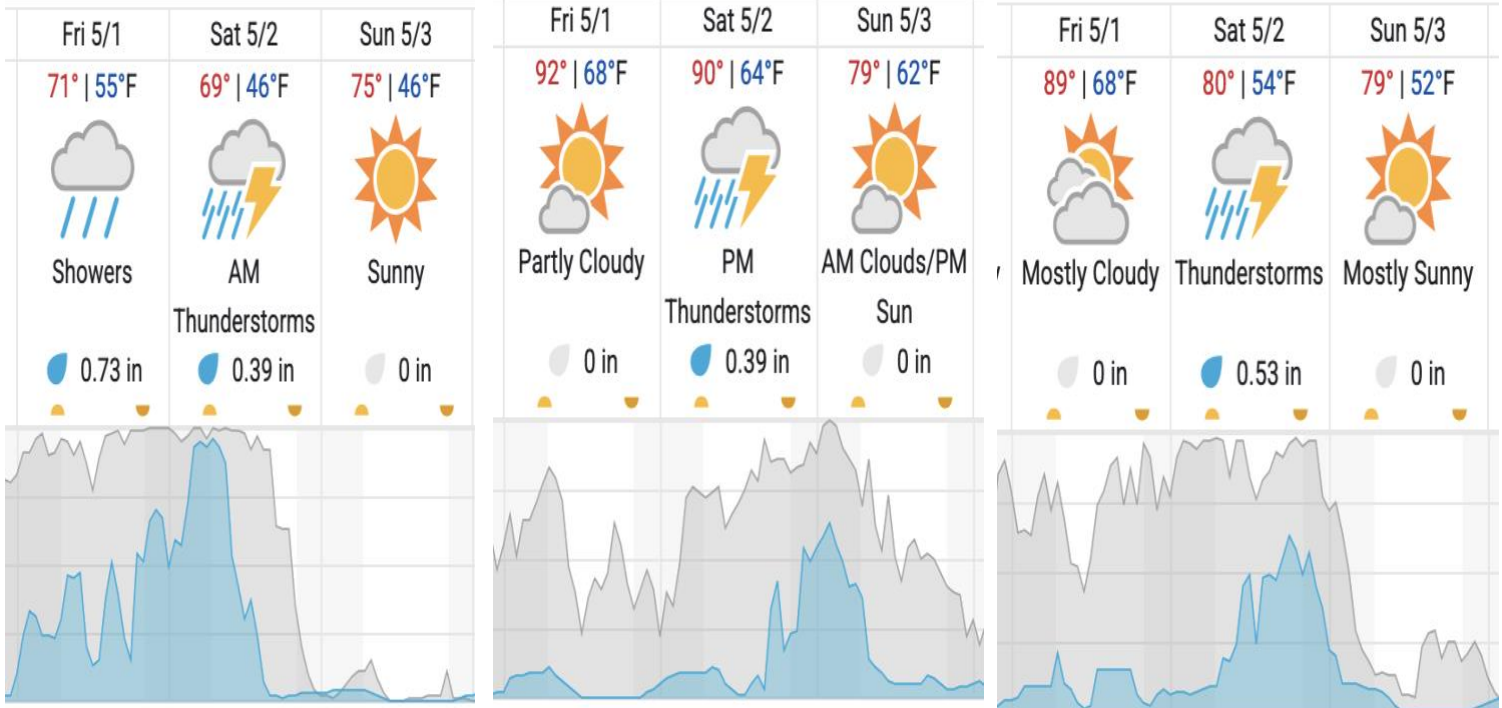 Fri 5/1 Sat 5/2 Sun 5/3
71° | 55°F 69° | 46°F 75° | 46°F
Showers AM Sunny
Thunderstorms
0.73 in 0.39 in 0 in
Fri 5/1 Sat 5/2 Sun 5/3
92° | 68°F 90° | 64°F 79° | 62°F
Partly Cloudy PM AM Clouds/PM
Thunderstorms Sun
0 in 0.39 in 0 in
Fri 5/1 Sat 5/2 Sun 5/3
89° | 68°F 80° | 54°F 79° | 52°F
Mostly Cloudy Thunderstorms Mostly Sunny
0 in 0.53 in 0 in